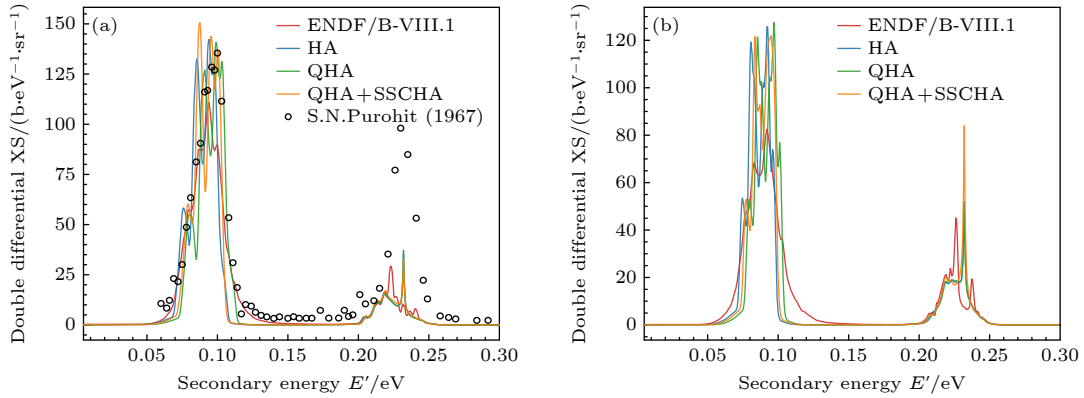 (a)
ENDF/B-VIII.1
HA
QHA
QHA+SSCHA
S.N.Purohit (1967)
150
125
100
75
50
25
0
Double differential XS/(b·eV⁻¹·sr⁻¹)
0.05 0.10 0.15 0.20 0.25 0.30
Secondary energy E′/eV
(b)
ENDF/B-VIII.1
HA
QHA
QHA+SSCHA
120
100
80
60
40
20
0
Double differential XS/(b·eV⁻¹·sr⁻¹)
0.05 0.10 0.15 0.20 0.25 0.30
Secondary energy E′/eV